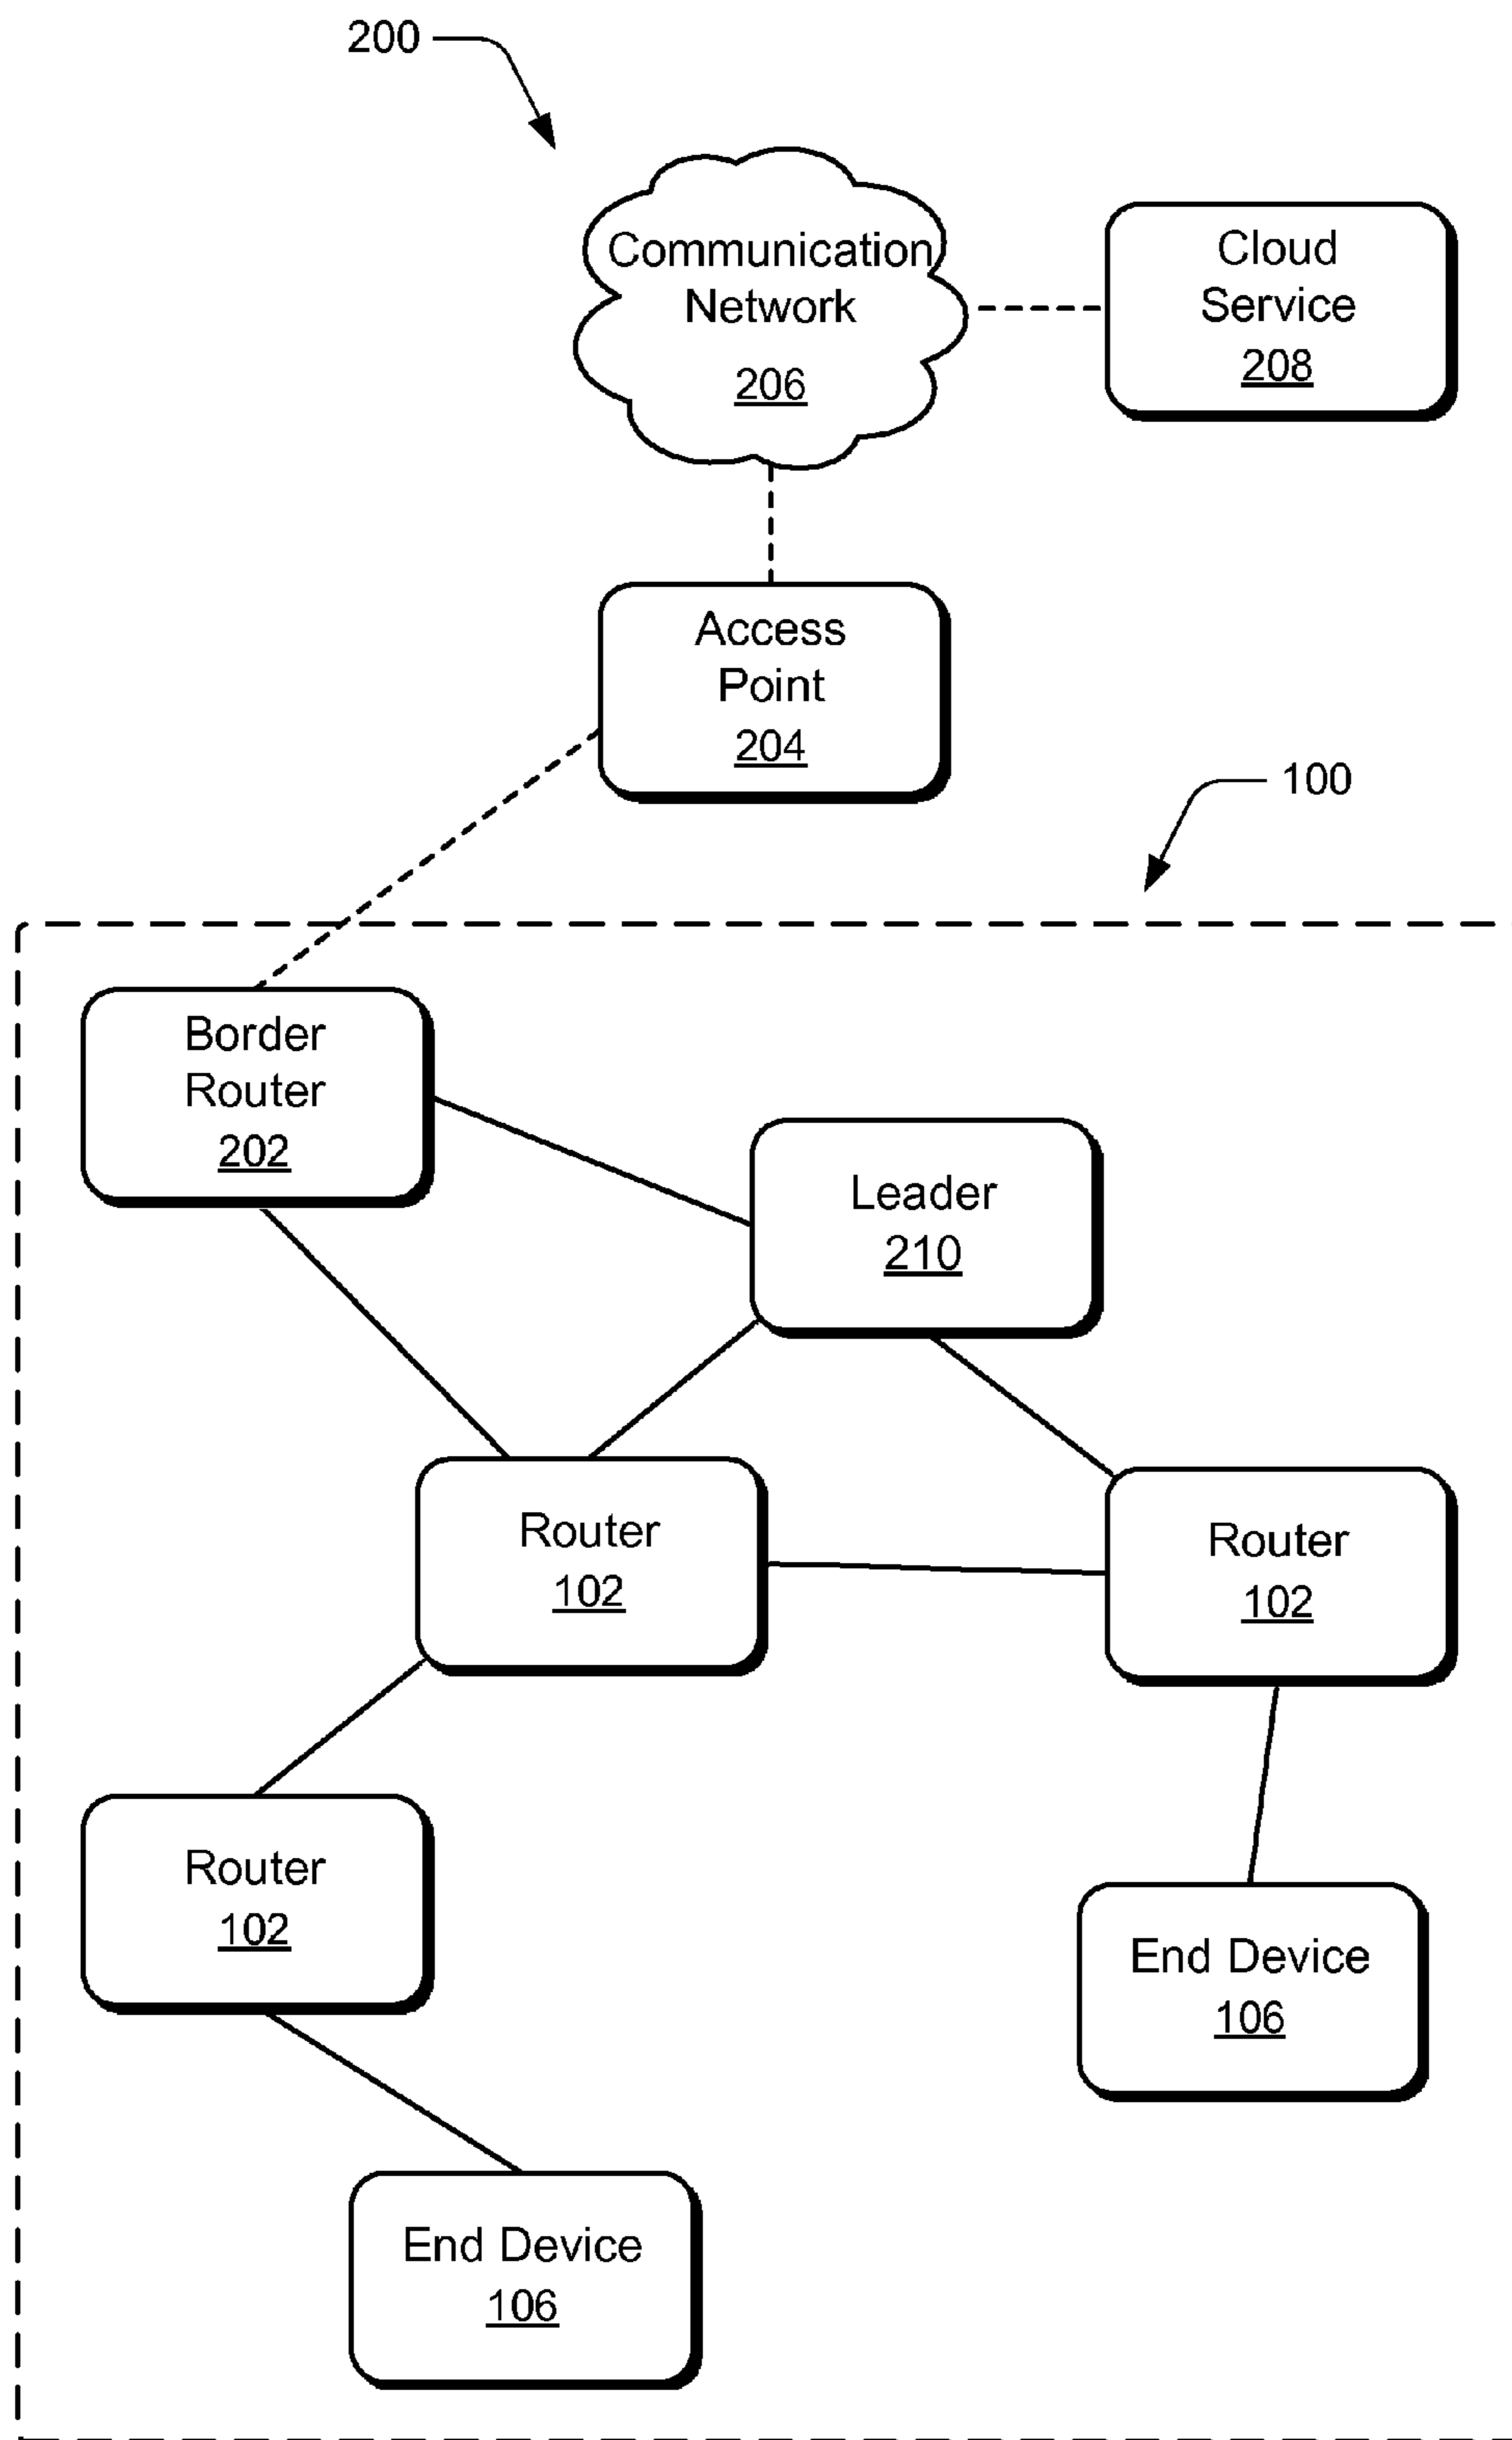 200
Communication
Network
206
Cloud
Service
208
Access
Point
204
100
Border
Router
202
Leader
210
Router
102
Router
102
Router
102
End Device
106
End Device
106